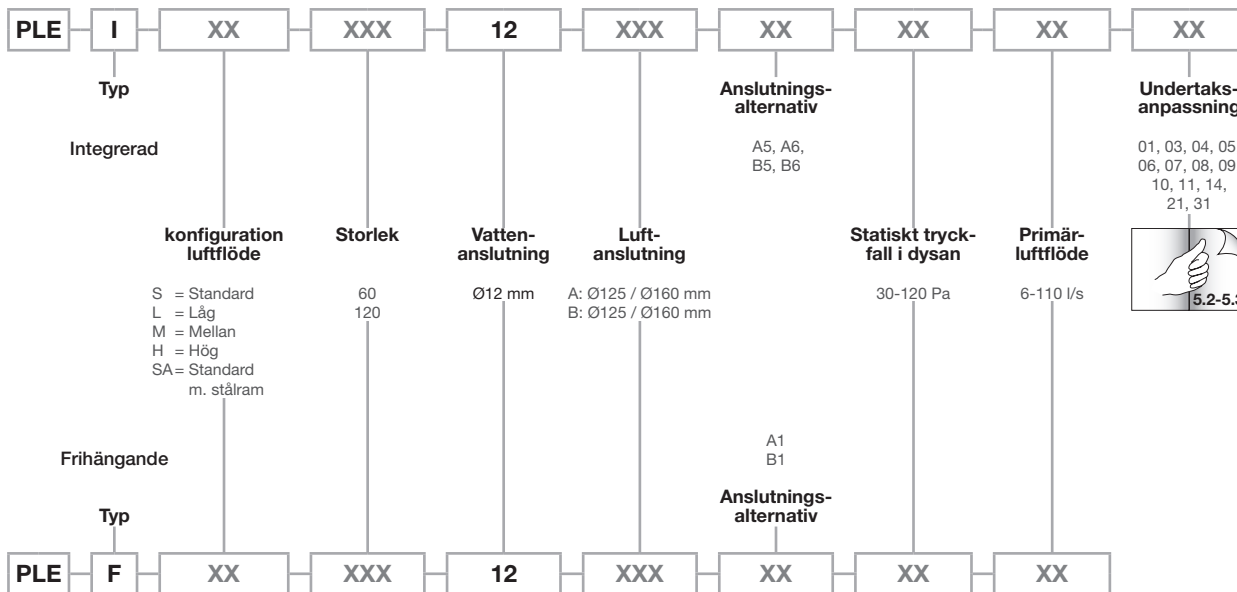 PLE I XX XXX 12 XXX XX XX XX XX
Typ
Anslutnings-
alternativ
Undertaks-
anpassning
Integrerad
A5, A6,
B5, B6
01, 03, 04, 05
06, 07, 08, 09
10, 11, 14,
21, 31
konfiguration
luftflöde
Storlek
Vatten-
anslutning
Luft-
anslutning
Statiskt tryck-
fall i dysan
Primär-
luftflöde
S = Standard
L = Låg
M = Mellan
H = Hög
SA = Standard
m. stålram
60
120
Ø12 mm
A: Ø125 / Ø160 mm
B: Ø125 / Ø160 mm
30-120 Pa
6-110 l/s
5.2-5.3
A1
B1
Frihängande
Anslutnings-
alternativ
Typ
PLE F XX XXX 12 XXX XX XX XX